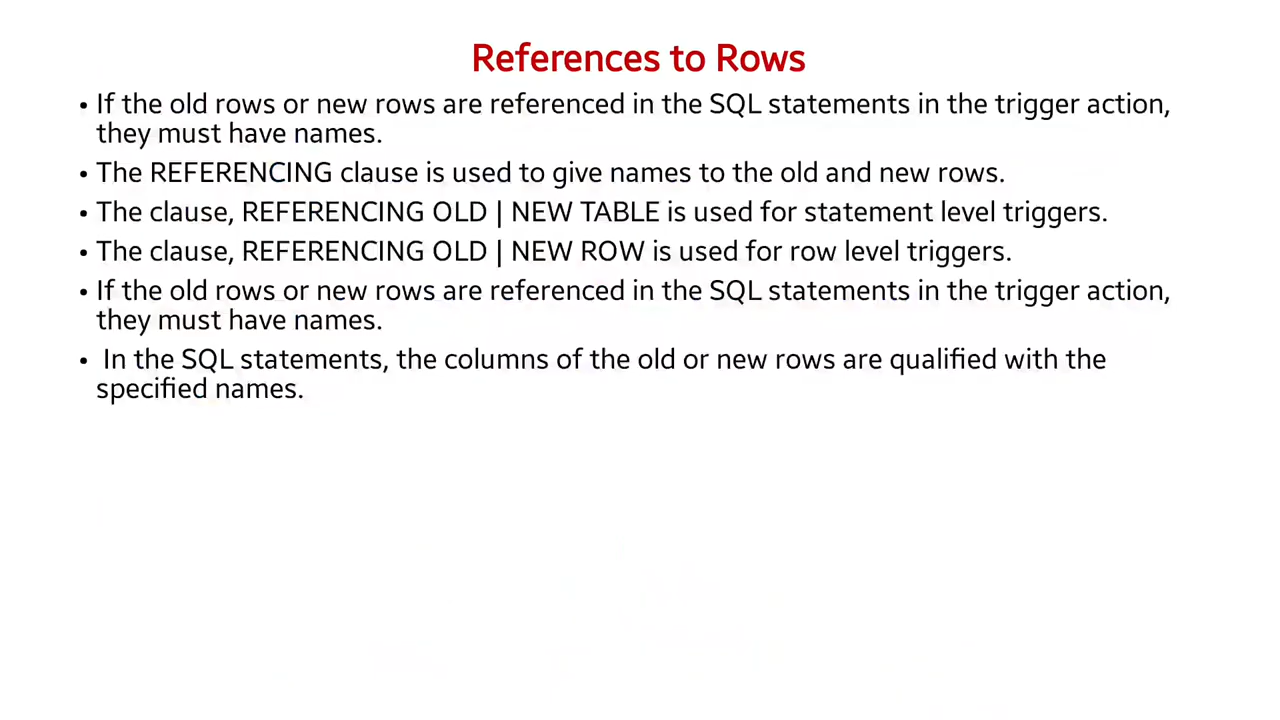 References to Rows
• If the old rows or new rows are referenced in the SQL statements in the trigger action,
they must have names.
• The REFERENCING clause is used to give names to the old and new rows.
• The clause, REFERENCING OLD | NEW TABLE is used for statement level triggers.
• The clause, REFERENCING OLD | NEW ROW is used for row level triggers.
• If the old rows or new rows are referenced in the SQL statements in the trigger action,
they must have names.
• In the SQL statements, the columns of the old or new rows are qualified with the
specified names.